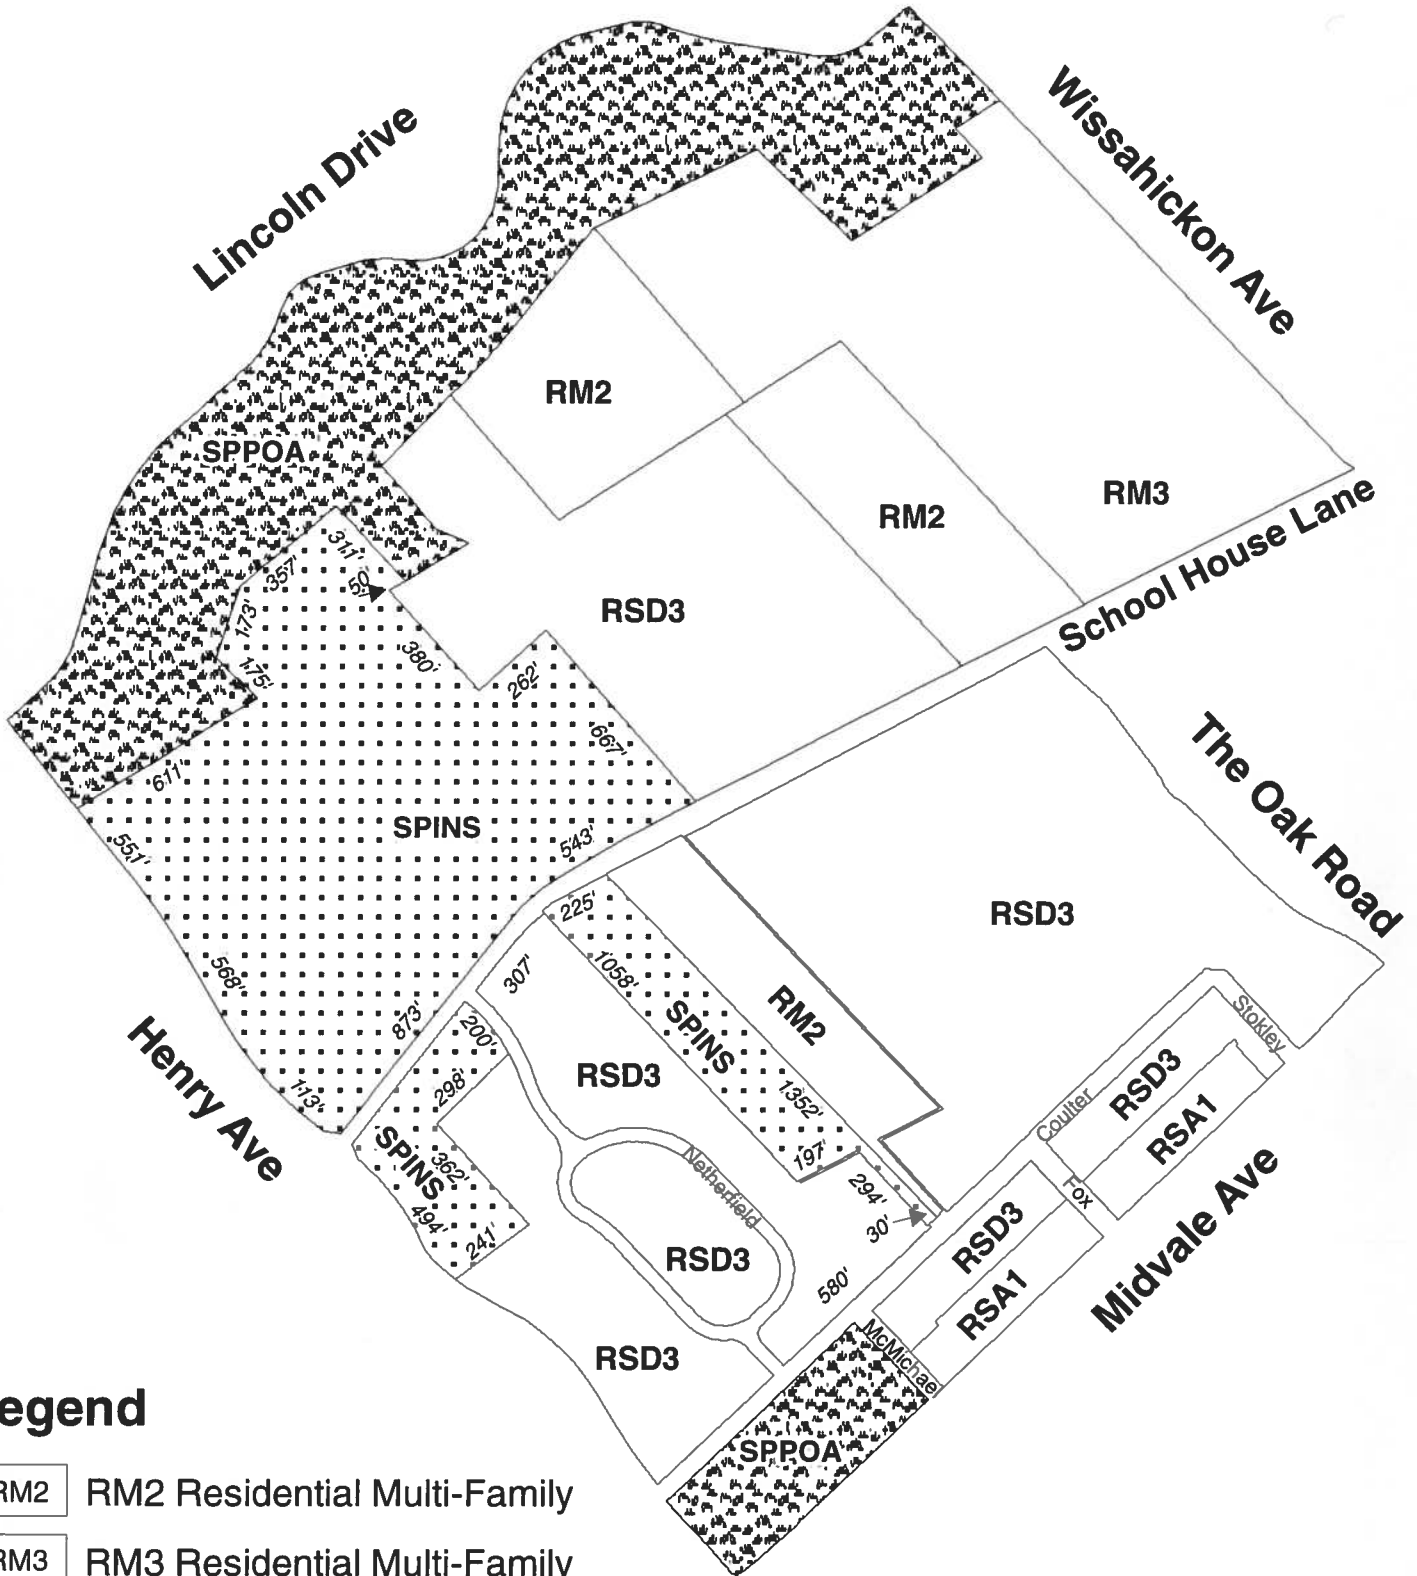 Lincoln Drive
Wissahickon Ave
RM2
SPPOA
RM2
RM3
School House Lane
311'
357'
50'
RSD3
173'
380'
175'
262'
667'
The Oak Road
611'
SPINS
543'
551'
225'
RSD3
568'
307'
1058'
873'
200'
SPINS
RM2
Henry Ave
113'
298'
RSD3
1352'
Stokley
RSD3
Coulter
RSA1
SPINS
362'
197'
Netherfield
494'
241'
294'
30'
Fox
RSD3
RSD3
RSA1
Midvale Ave
580'
RSD3
McMichae
SPPOA
egend
RM2 RM2 Residential Multi-Family
RM3 RM3 Residential Multi-Family